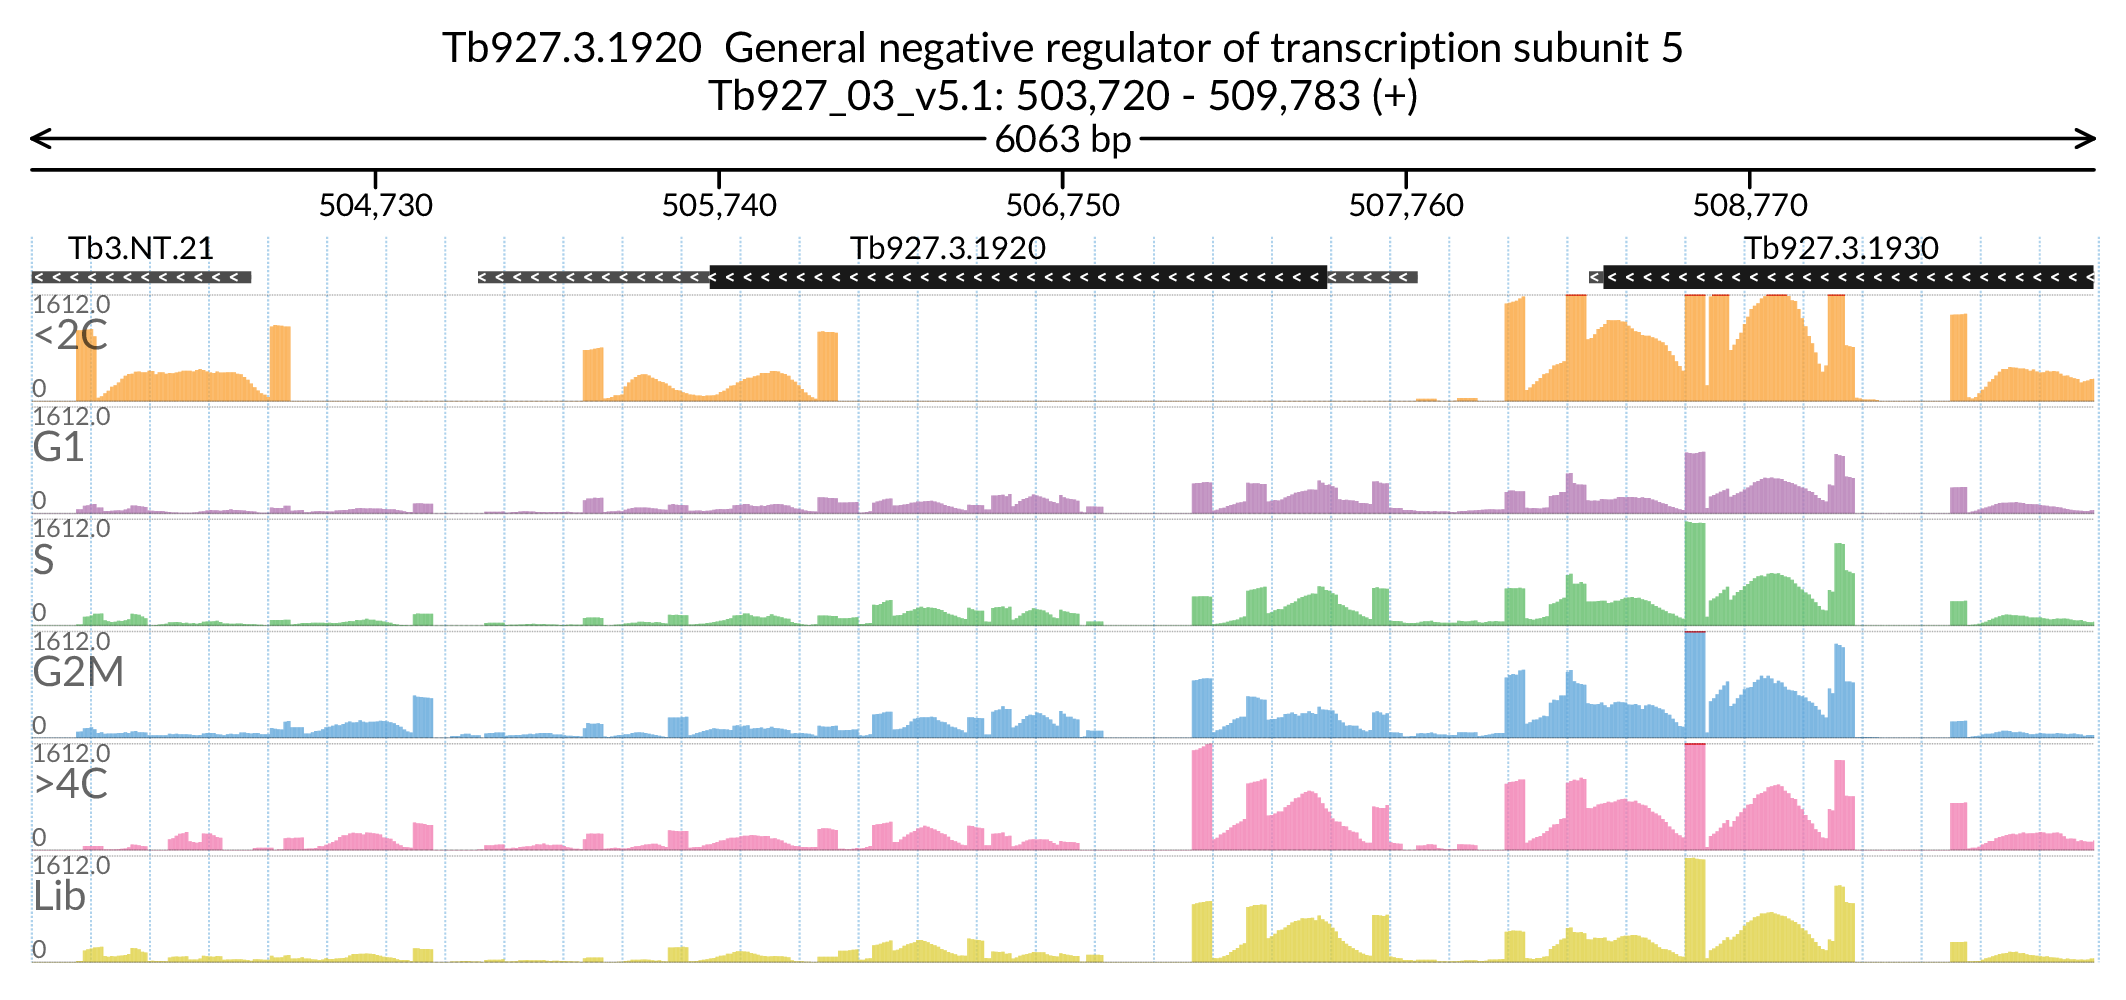 Tb927.3.1920  General negative regulator of transcription subunit 5
Tb927_03_v5.1: 503,720 - 509,783 (+)
6063 bp
504,730 505,740 506,750 507,760 508,770
Tb3.NT.21 Tb927.3.1920 Tb927.3.1930
1612.0
<2C
0
1612.0
G1
0
1612.0
S
0
1612.0
G2M
0
1612.0
>4C
0
1612.0
Lib
0